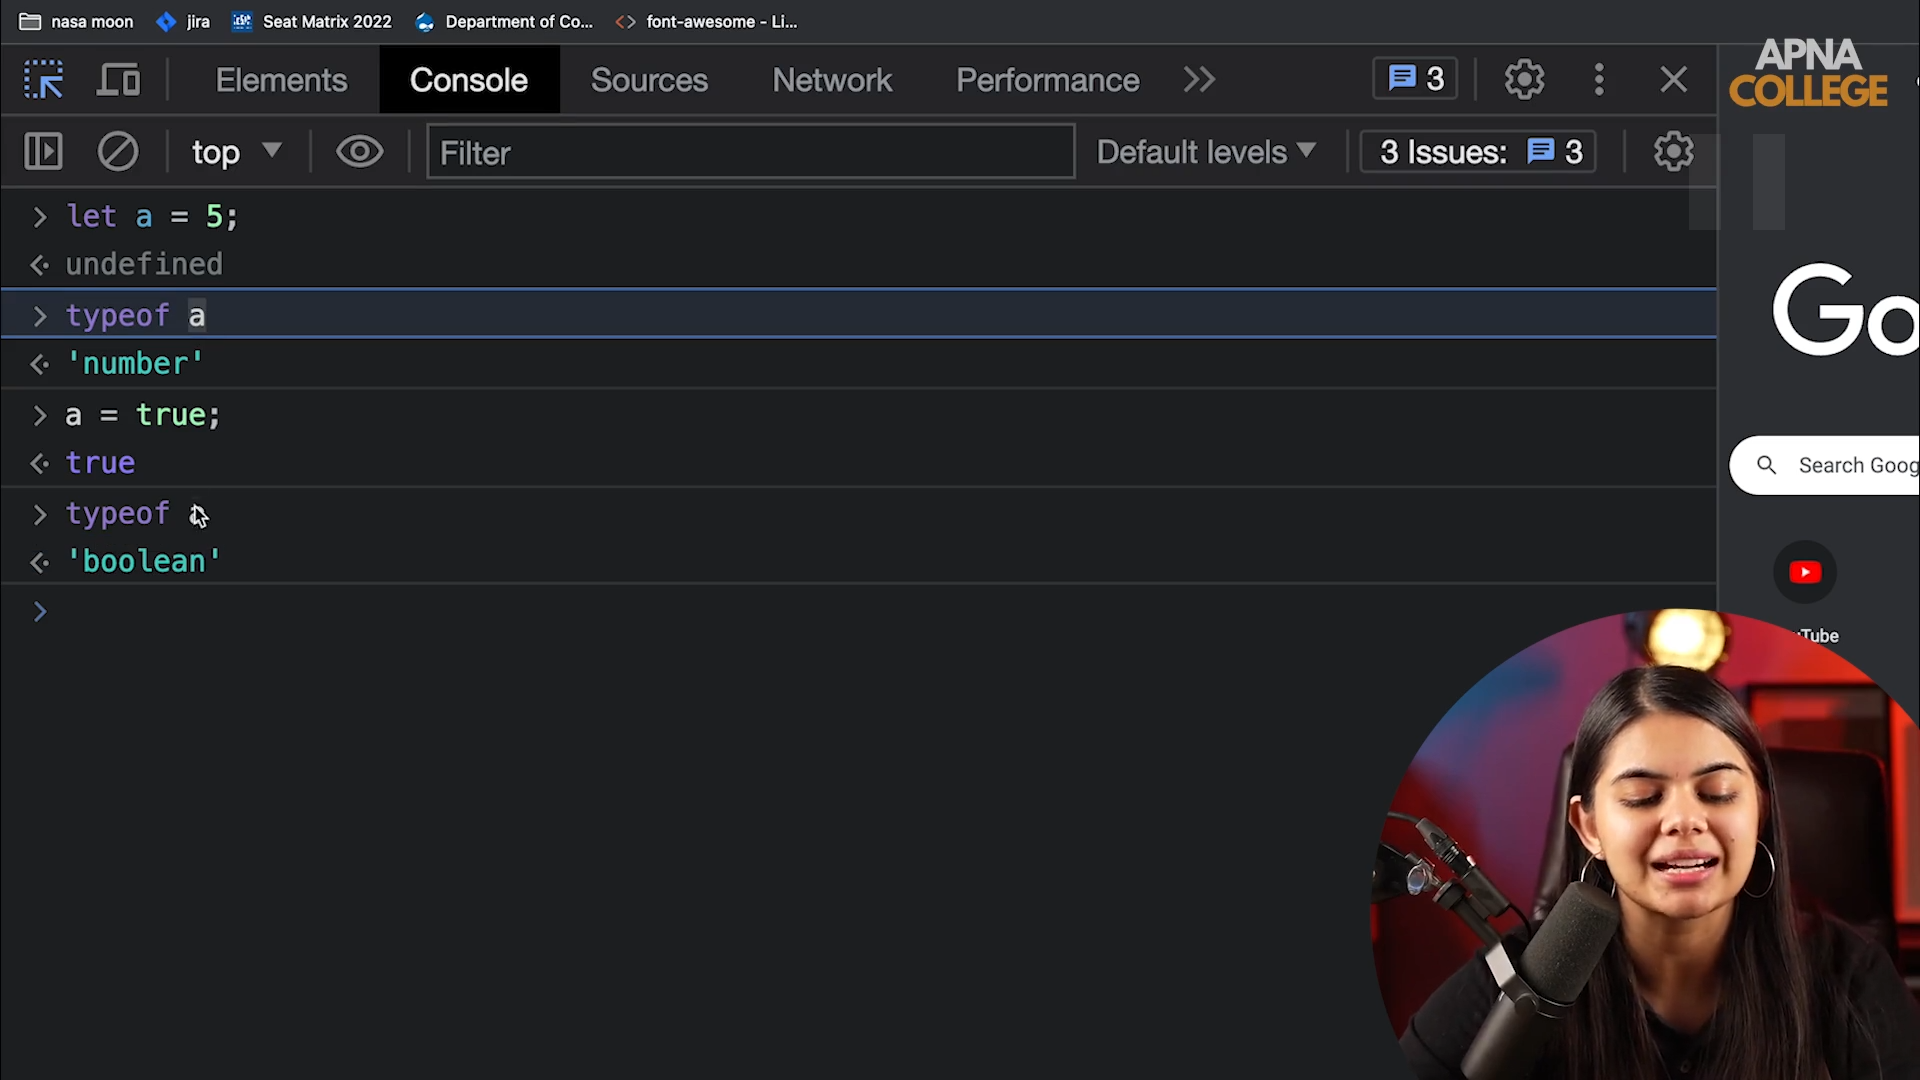 nasa moon jira Seat Matrix 2022 Department of Co... font-awesome - Li...
Elements Console Sources Network Performance 3
APNA
COLLEGE
top Filter Default levels 3 Issues: 3
> let a = 5;
undefined
> typeof a
'number'
> a = true;
true
> typeof
'boolean'
>
Go
Search Goog
uTube